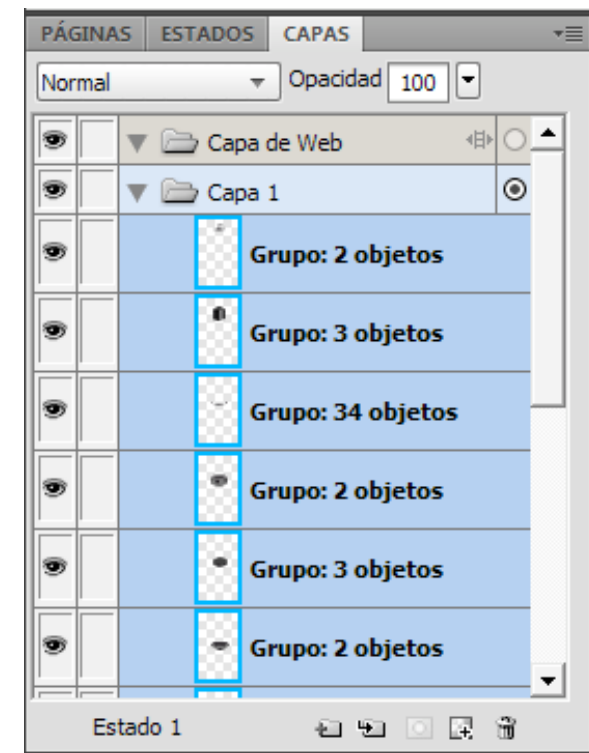 PÁGINAS ESTADOS CAPAS
Normal Opacidad 100
Capa de Web
Capa 1
Grupo: 2 objetos
Grupo: 3 objetos
Grupo: 34 objetos
Grupo: 2 objetos
Grupo: 3 objetos
Grupo: 2 objetos
Estado 1